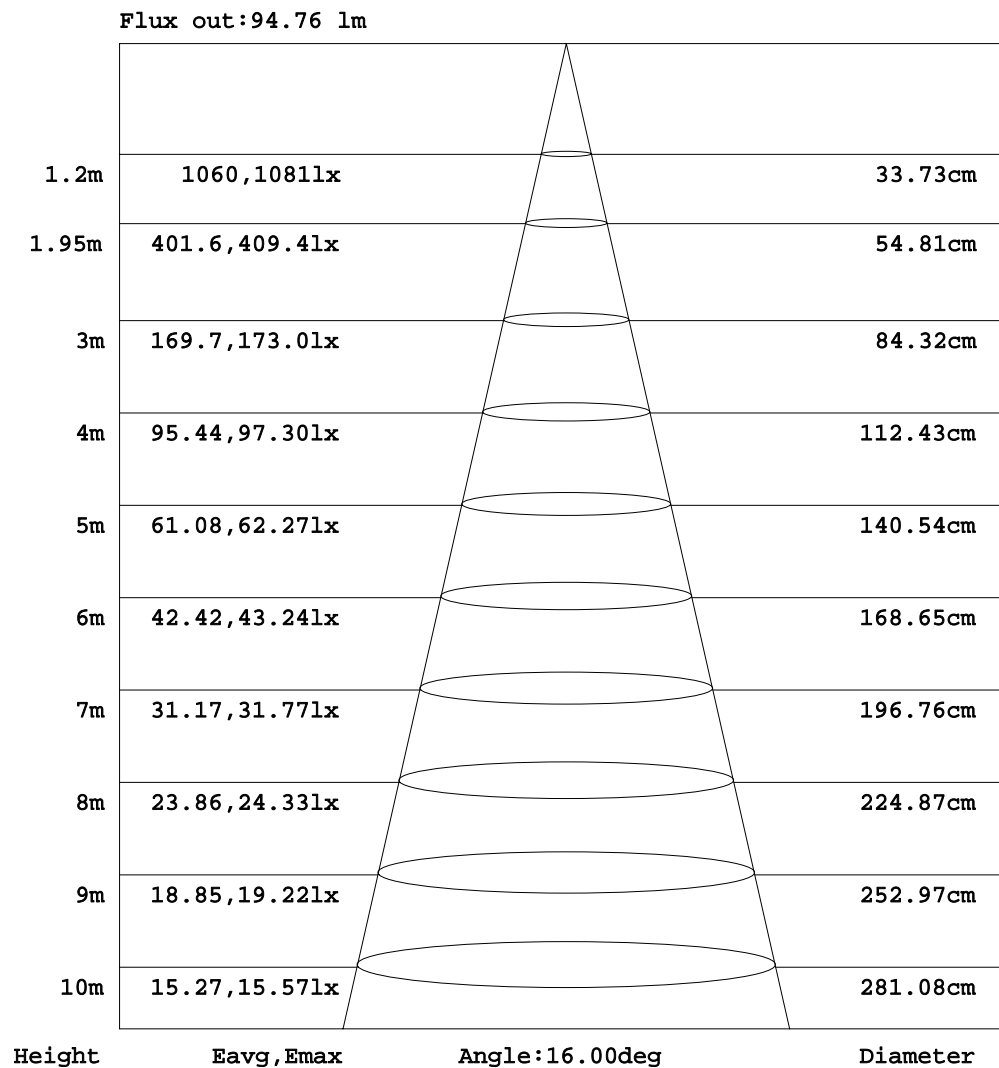 Flux out:94.76 lm
1.2m 1060,1081lx 33.73cm
1.95m 401.6,409.4lx 54.81cm
3m 169.7,173.0lx 84.32cm
4m 95.44,97.30lx 112.43cm
5m 61.08,62.27lx 140.54cm
6m 42.42,43.24lx 168.65cm
7m 31.17,31.77lx 196.76cm
8m 23.86,24.33lx 224.87cm
9m 18.85,19.22lx 252.97cm
10m 15.27,15.57lx 281.08cm
Height Eavg,Emax Angle:16.00deg Diameter